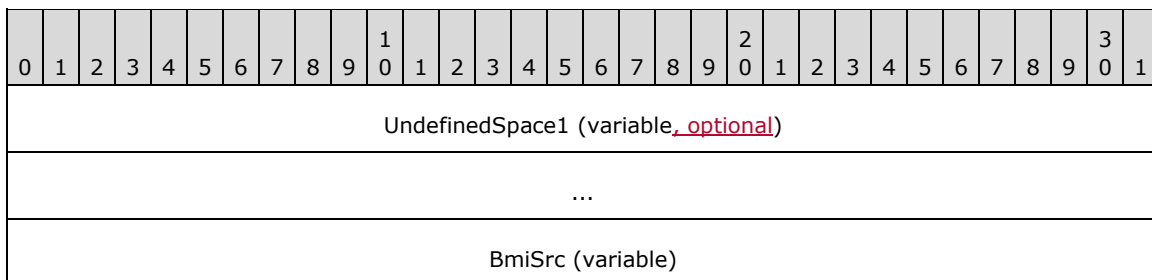 1 2 3
0 1 2 3 4 5 6 7 8 9 0 1 2 3 4 5 6 7 8 9 0 1 2 3 4 5 6 7 8 9 0 1
UndefinedSpace1 (variable, optional)
...
BmiSrc (variable)